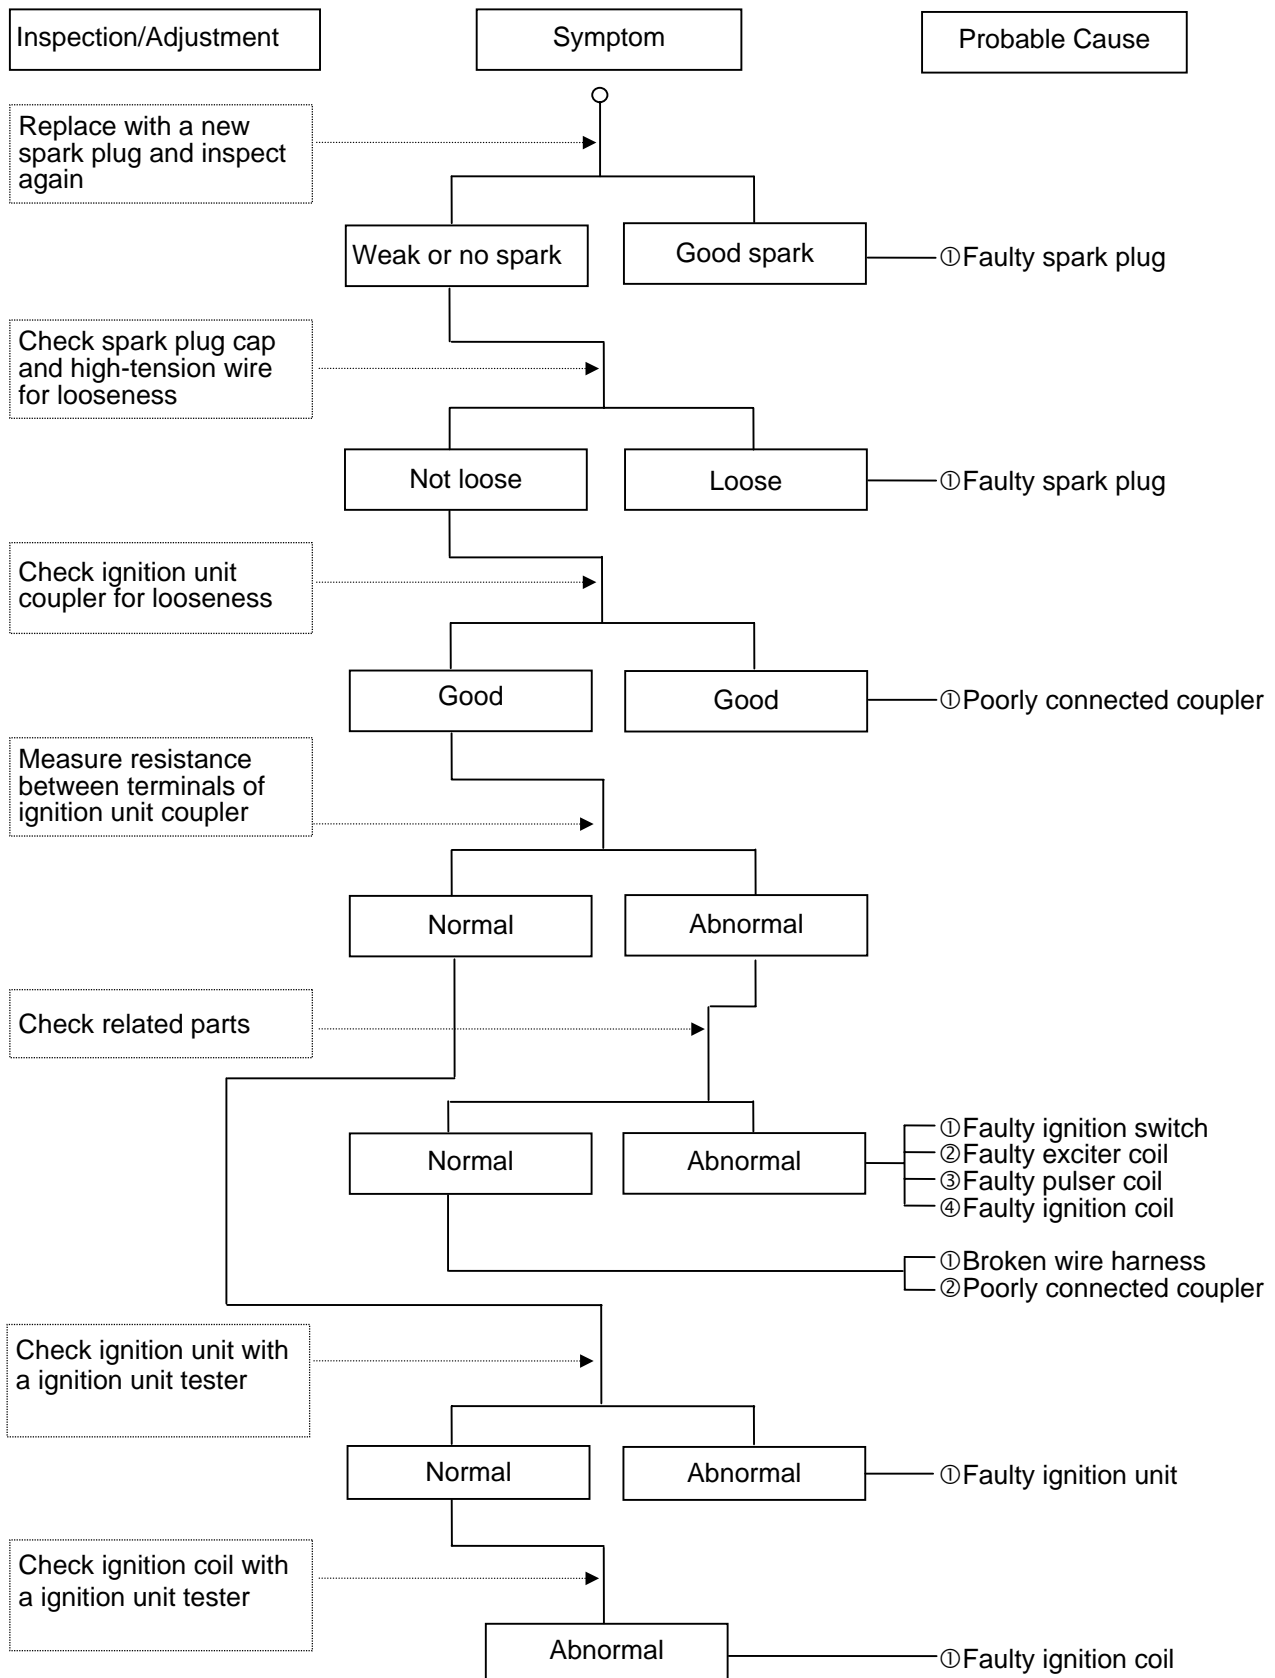 Inspection/Adjustment
Symptom
Probable Cause
Replace with a new
spark plug and inspect
again
Weak or no spark
Good spark
①Faulty spark plug
Check spark plug cap
and high-tension wire
for looseness
Not loose
Loose
①Faulty spark plug
Check ignition unit
coupler for looseness
Good
Good
①Poorly connected coupler
Measure resistance
between terminals of
ignition unit coupler
Normal
Abnormal
Check related parts
Normal
Abnormal
①Faulty ignition switch
②Faulty exciter coil
③Faulty pulser coil
④Faulty ignition coil
①Broken wire harness
②Poorly connected coupler
Check ignition unit with
a ignition unit tester
Normal
Abnormal
①Faulty ignition unit
Check ignition coil with
a ignition unit tester
Abnormal
①Faulty ignition coil